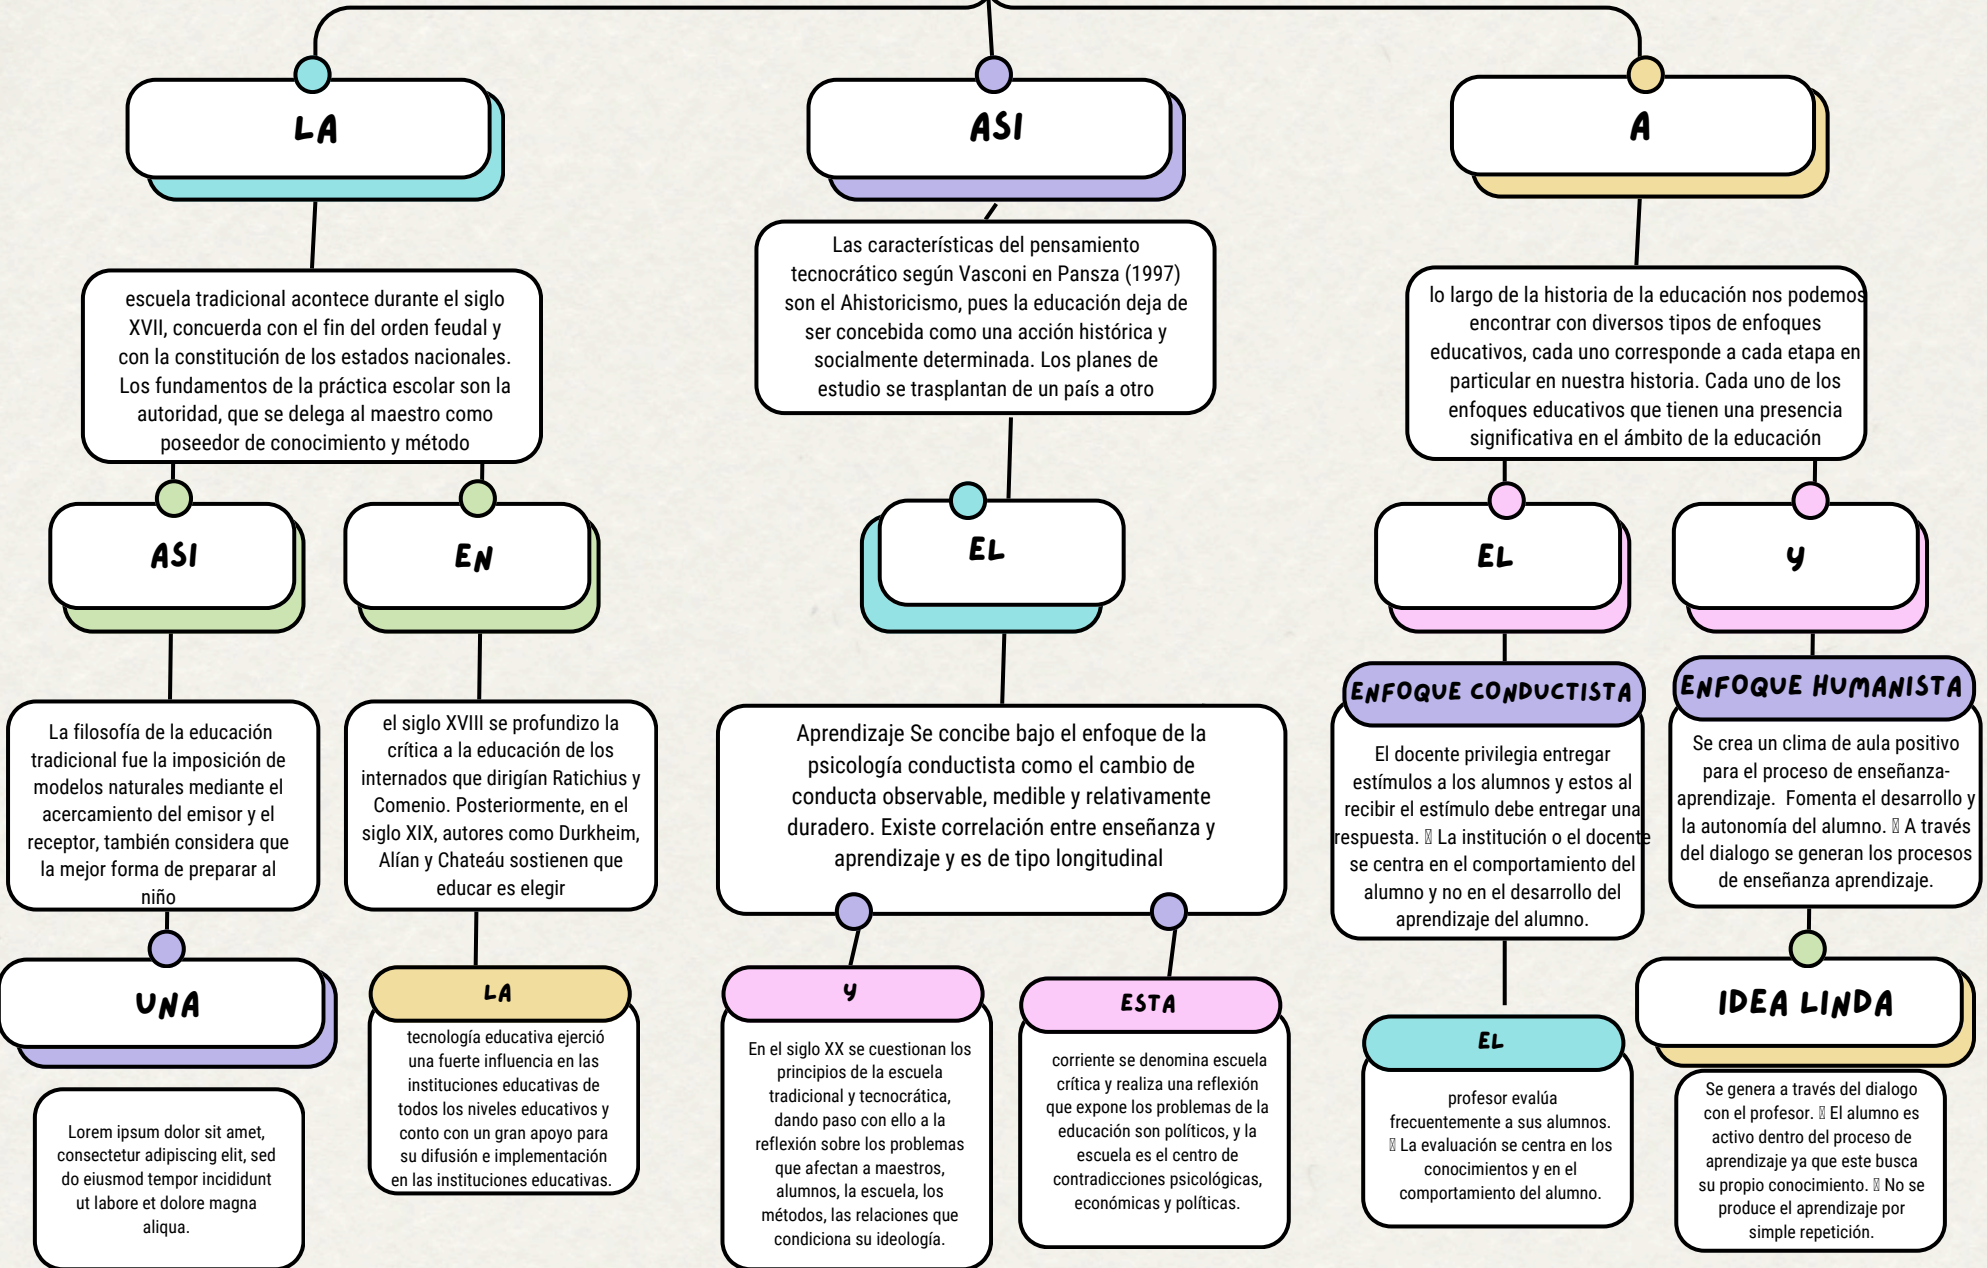 LA
escuela tradicional acontece durante el siglo
XVII, concuerda con el fin del orden feudal y
con la constitución de los estados nacionales.
Los fundamentos de la práctica escolar son la
autoridad, que se delega al maestro como
poseedor de conocimiento y método
ASI
La filosofía de la educación
tradicional fue la imposición de
modelos naturales mediante el
acercamiento del emisor y el
receptor, también considera que
la mejor forma de preparar al
niño
UNA
Lorem ipsum dolor sit amet,
consectetur adipiscing elit, sed
do eiusmod tempor incididunt
ut labore et dolore magna
aliqua.
EN
el siglo XVIII se profundizo la
crítica a la educación de los
internados que dirigían Ratichius y
Comenio. Posteriormente, en el
siglo XIX, autores como Durkheim,
Alían y Chateáu sostienen que
educar es elegir
LA
tecnología educativa ejerció
una fuerte influencia en las
instituciones educativas de
todos los niveles educativos y
conto con un gran apoyo para
su difusión e implementación
en las instituciones educativas.
ASI
Las características del pensamiento
tecnocrático según Vasconi en Pansza (1997)
son el Ahistoricismo, pues la educación deja de
ser concebida como una acción histórica y
socialmente determinada. Los planes de
estudio se trasplantan de un país a otro
EL
Aprendizaje Se concibe bajo el enfoque de la
psicología conductista como el cambio de
conducta observable, medible y relativamente
duradero. Existe correlación entre enseñanza y
aprendizaje y es de tipo longitudinal
Y
En el siglo XX se cuestionan los
principios de la escuela
tradicional y tecnocrática,
dando paso con ello a la
reflexión sobre los problemas
que afectan a maestros,
alumnos, la escuela, los
métodos, las relaciones que
condiciona su ideología.
ESTA
corriente se denomina escuela
crítica y realiza una reflexión
que expone los problemas de la
educación son políticos, y la
escuela es el centro de
contradicciones psicológicas,
económicas y políticas.
A
lo largo de la historia de la educación nos podemos
encontrar con diversos tipos de enfoques
educativos, cada uno corresponde a cada etapa en
particular en nuestra historia. Cada uno de los
enfoques educativos que tienen una presencia
significativa en el ámbito de la educación
EL
ENFOQUE CONDUCTISTA
El docente privilegia entregar
estímulos a los alumnos y estos al
recibir el estímulo debe entregar una
respuesta. ▯ La institución o el docente
se centra en el comportamiento del
alumno y no en el desarrollo del
aprendizaje del alumno.
EL
profesor evalúa
frecuentemente a sus alumnos.
▯ La evaluación se centra en los
conocimientos y en el
comportamiento del alumno.
Y
ENFOQUE HUMANISTA
Se crea un clima de aula positivo
para el proceso de enseñanza-
aprendizaje. Fomenta el desarrollo y
la autonomía del alumno. ▯ A través
del dialogo se generan los procesos
de enseñanza aprendizaje.
IDEA LINDA
Se genera a través del dialogo
con el profesor. ▯ El alumno es
activo dentro del proceso de
aprendizaje ya que este busca
su propio conocimiento. ▯ No se
produce el aprendizaje por
simple repetición.